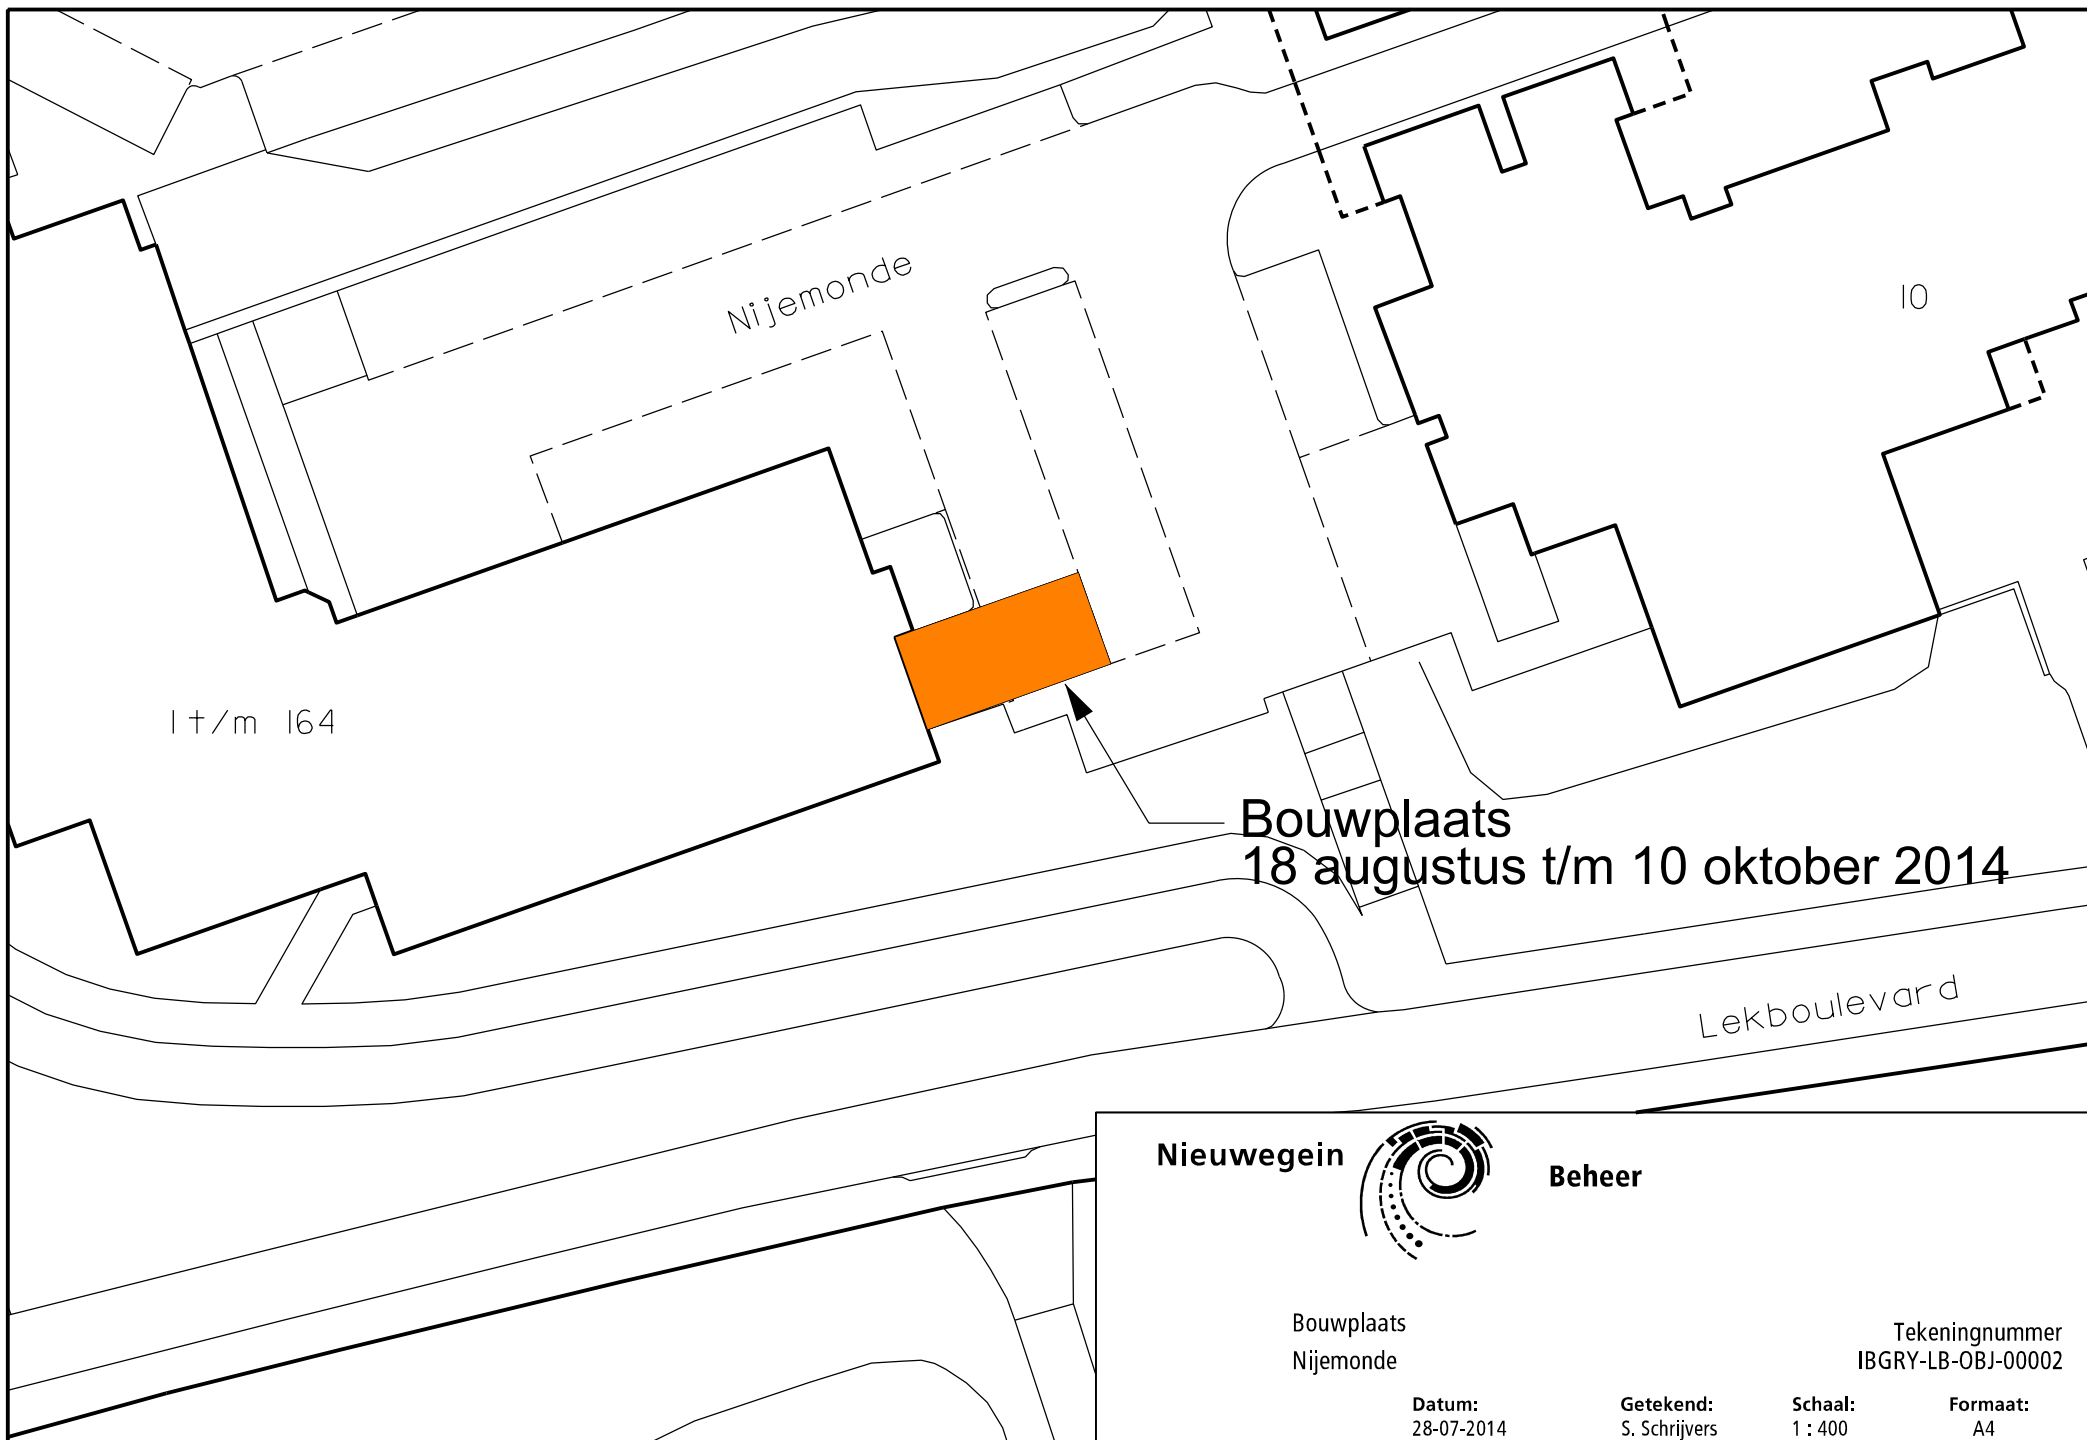 Nijemonde
10
1 t/m 164
Bouwplaats
18 augustus t/m 10 oktober 2014
Lekboulevard
Nieuwegein
Beheer
Bouwplaats
Nijemonde
Tekeningnummer
IBGRY-LB-OBJ-00002
Datum: Getekend: Schaal: Formaat:
28-07-2014 S. Schrijvers 1 : 400 A4